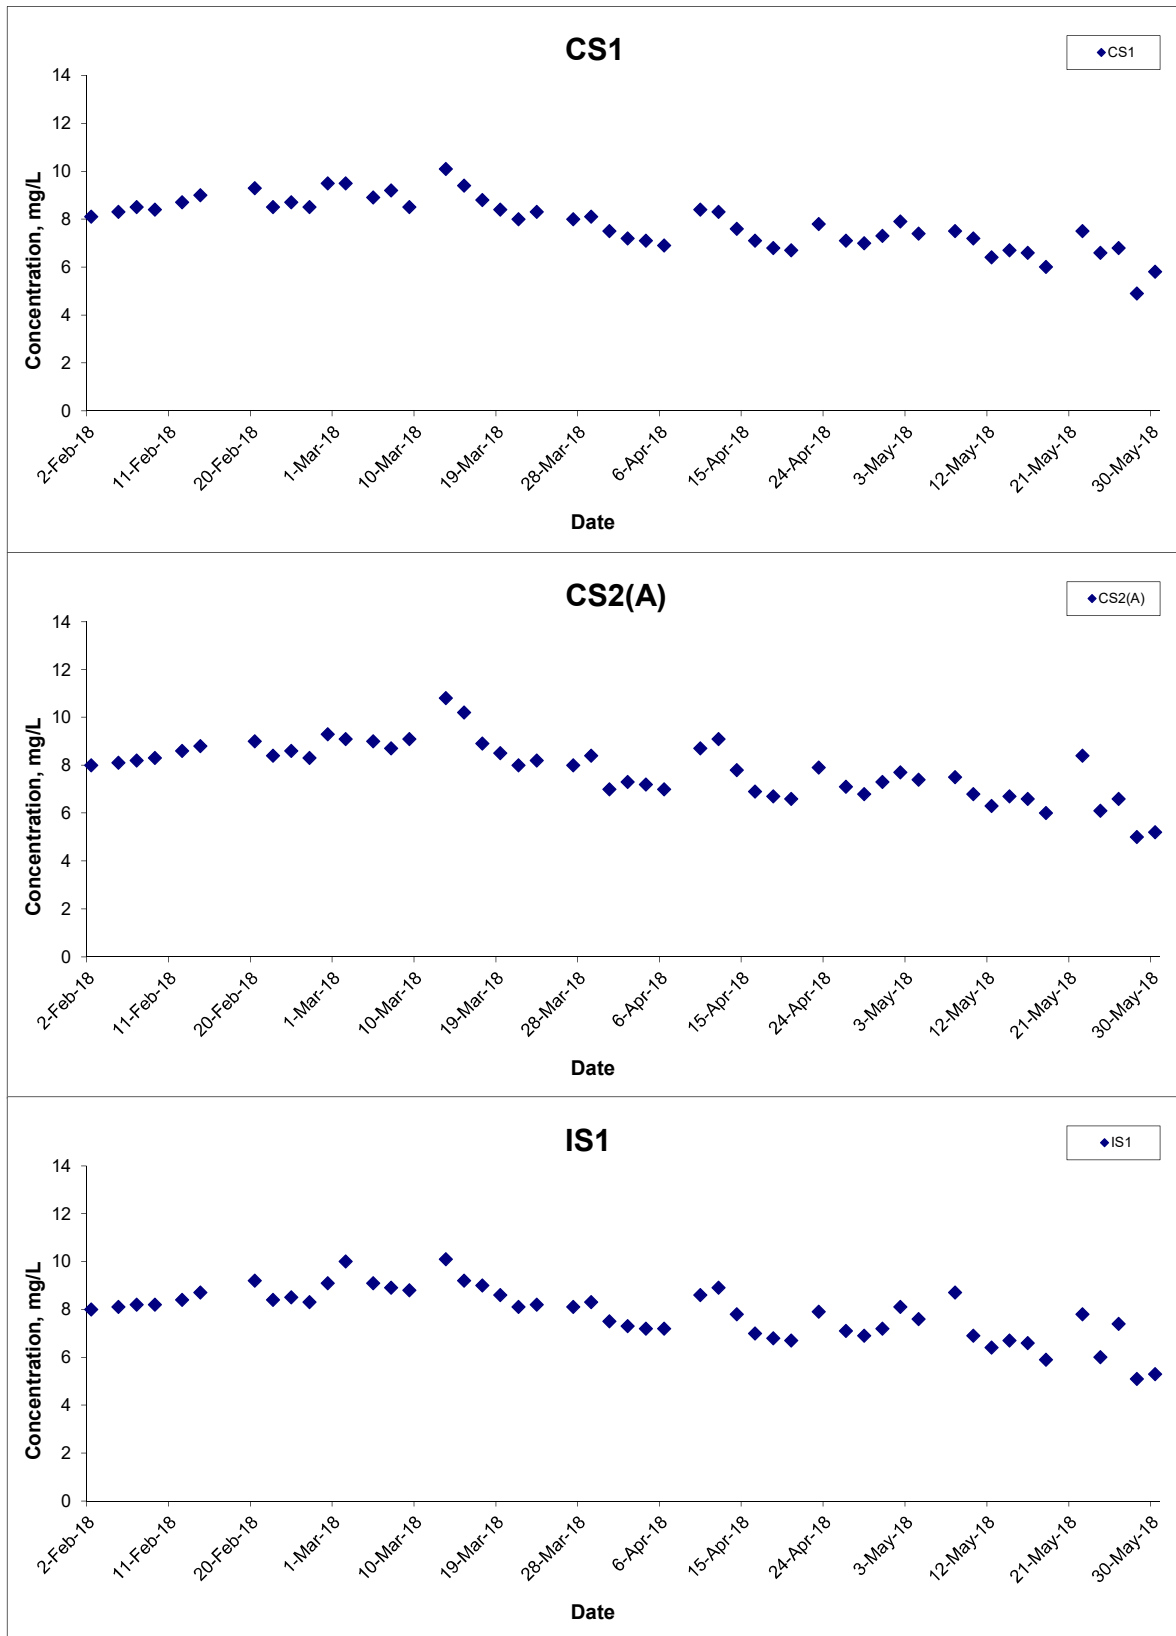 CS1
CS1
14
12
10
8
6
4
2
0
Concentration, mg/L
2-Feb-18
11-Feb-18
20-Feb-18
1-Mar-18
10-Mar-18
19-Mar-18
28-Mar-18
6-Apr-18
15-Apr-18
24-Apr-18
3-May-18
12-May-18
21-May-18
30-May-18
Date
CS2(A)
CS2(A)
14
12
10
8
6
4
2
0
Concentration, mg/L
2-Feb-18
11-Feb-18
20-Feb-18
1-Mar-18
10-Mar-18
19-Mar-18
28-Mar-18
6-Apr-18
15-Apr-18
24-Apr-18
3-May-18
12-May-18
21-May-18
30-May-18
Date
IS1
IS1
14
12
10
8
6
4
2
0
Concentration, mg/L
2-Feb-18
11-Feb-18
20-Feb-18
1-Mar-18
10-Mar-18
19-Mar-18
28-Mar-18
6-Apr-18
15-Apr-18
24-Apr-18
3-May-18
12-May-18
21-May-18
30-May-18
Date